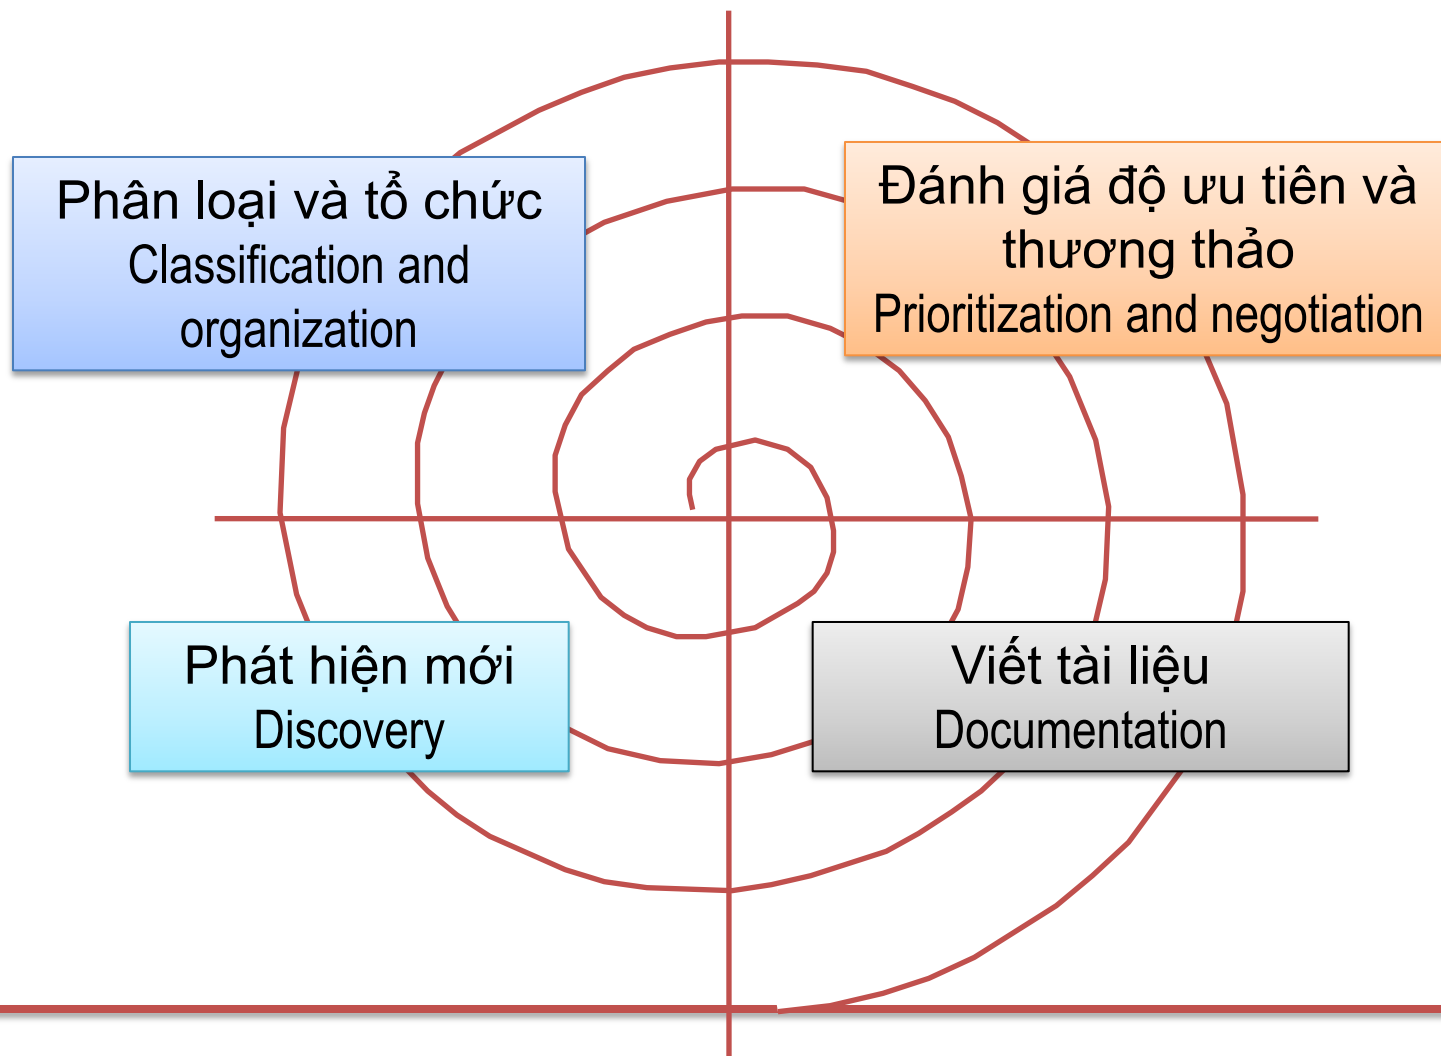 Phân loại và tổ chức
Classification and
organization
Đánh giá độ ưu tiên và
thương thảo
Prioritization and negotiation
Phát hiện mới
Discovery
Viết tài liệu
Documentation